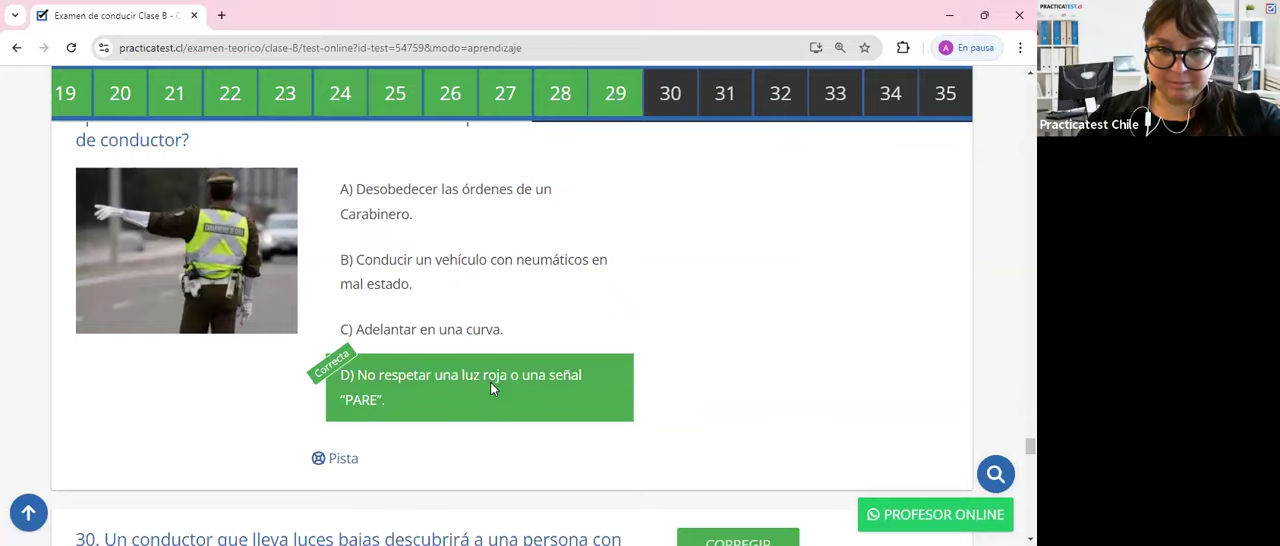 Examen de conducir Clase B - C
practicatest.cl/examen-teorico/clase-B/test-online?id-test=54759&modo=aprendizaje
A
En pausa
PRACTICATEST.cl
Practicatest Chile
19 20 21 22 23 24 25 26 27 28 29 30 31 32 33 34 35
de conductor?
A) Desobedecer las órdenes de un
Carabinero.
B) Conducir un vehículo con neumáticos en
mal estado.
C) Adelantar en una curva.
Correcta
D) No respetar una luz roja o una señal
“PARE”.
Pista
PROFESOR ONLINE
30. Un conductor que lleva luces bajas descubrirá a una persona con
CORREGIR